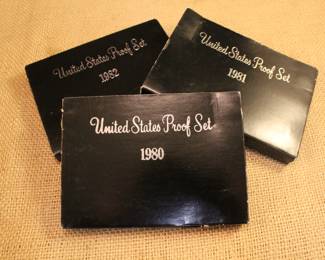 United States Proof Set
1982
United States Proof Set
1981
United States Proof Set
1980